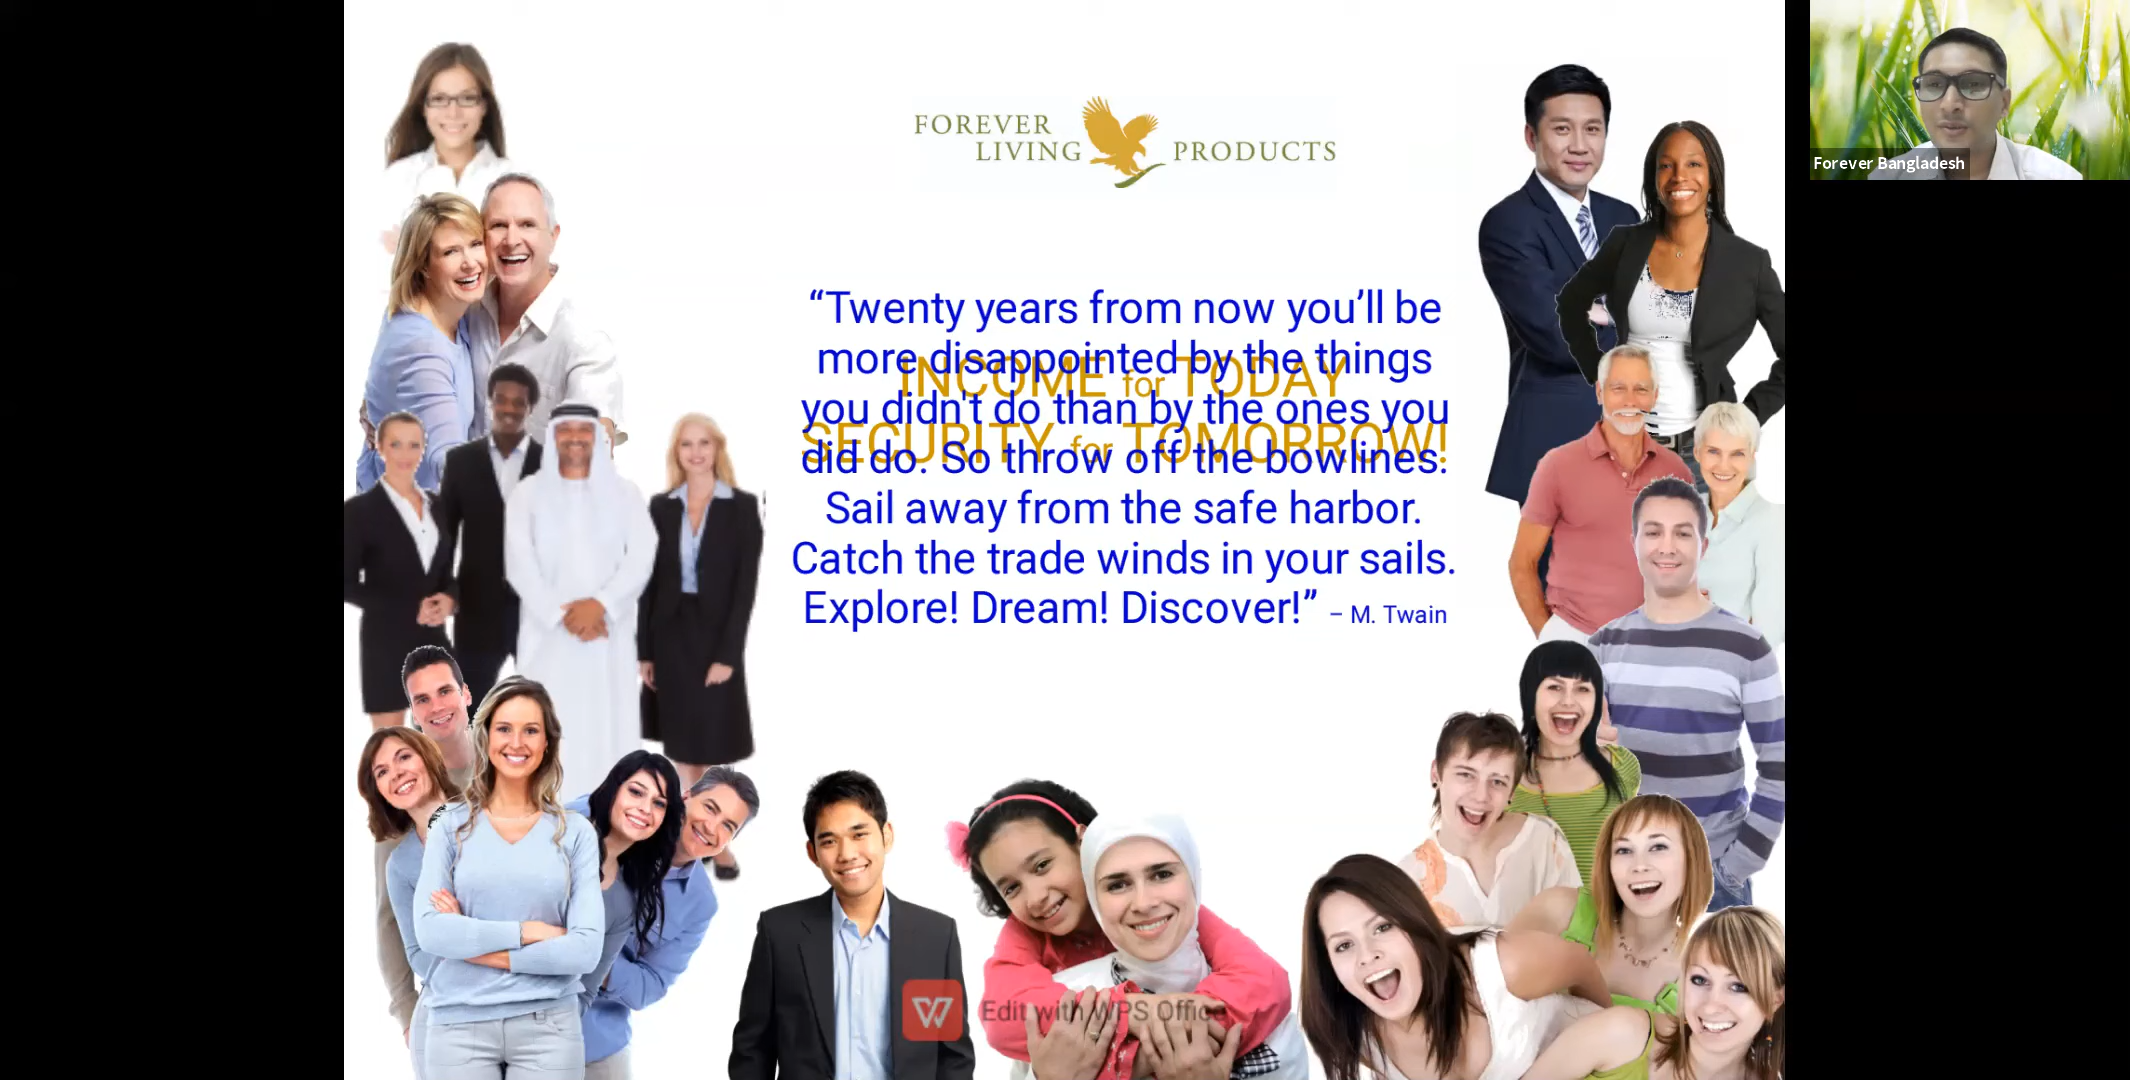 FOREVER
LIVING PRODUCTS
Forever Bangladesh
“Twenty years from now you’ll be
more disappointed by the things
you didn't do than by the ones you
did do. So throw off the bowlines.
Sail away from the safe harbor.
Catch the trade winds in your sails.
Explore! Dream! Discover!” – M. Twain
INCOME for TODAY
SECURITY for TOMORROW!
Edit with WPS Office